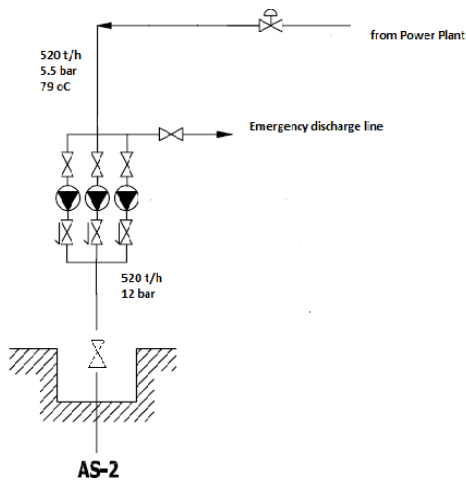 from Power Plant
520 t/h
5.5 bar
79 oC
Emergency discharge line
520 t/h
12 bar
AS-2